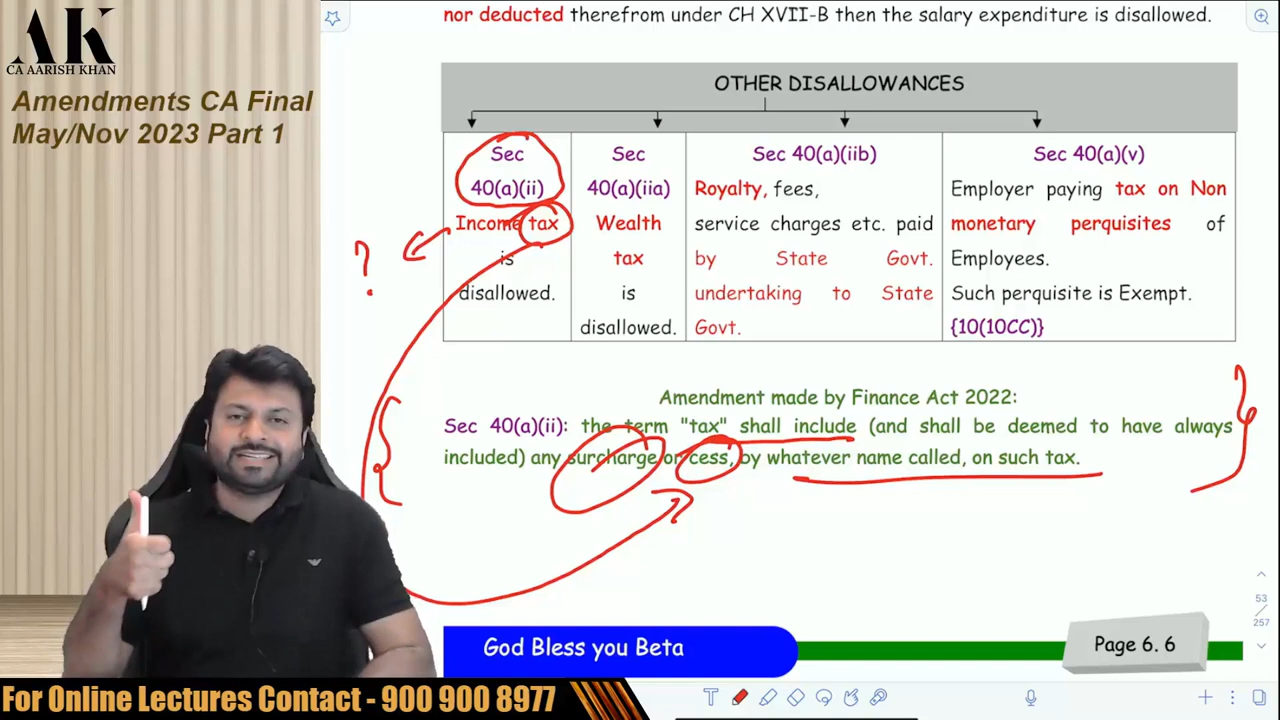 AK
CA AARISH KHAN
Amendments CA Final
May/Nov 2023 Part 1
nor deducted therefrom under CH XVII-B then the salary expenditure is disallowed.
OTHER DISALLOWANCES
Sec
40(a)(ii)
Income tax
is
disallowed.
Sec
40(a)(iia)
Wealth
tax
is
disallowed.
Sec 40(a)(iib)
Royalty, fees,
service charges etc. paid
by State Govt.
undertaking to State
Govt.
Sec 40(a)(v)
Employer paying tax on Non
monetary perquisites of
Employees.
Such perquisite is Exempt.
{10(10CC)}
?
Amendment made by Finance Act 2022:
Sec 40(a)(ii): the term "tax" shall include (and shall be deemed to have always
included) any surcharge or cess, by whatever name called, on such tax.
53
/
257
God Bless you Beta
Page 6. 6
For Online Lectures Contact - 900 900 8977